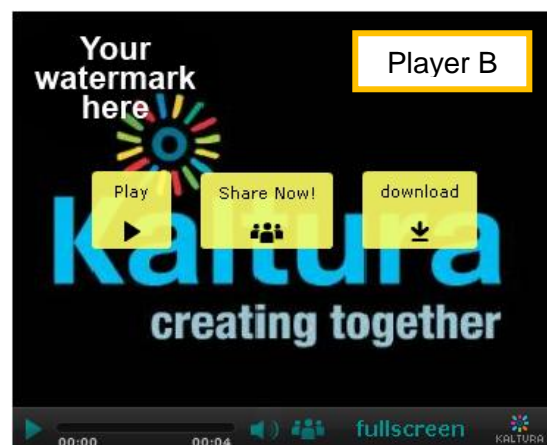 Your
watermark
here
Player B
Play
Share Now!
download
Kaltura
creating together
00:00
00:04
fullscreen
KALTURA